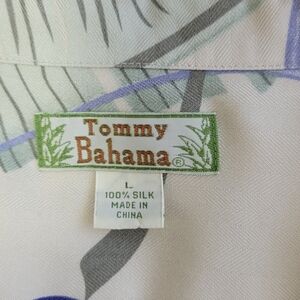 Tommy
Bahama®
L
100% SILK
MADE IN
CHINA